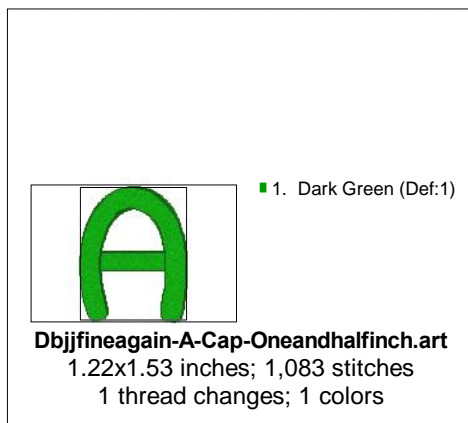 1. Dark Green (Def:1)
A
Dbjjfineagain-A-Cap-Oneandhalfinch.art
1.22x1.53 inches; 1,083 stitches
1 thread changes; 1 colors